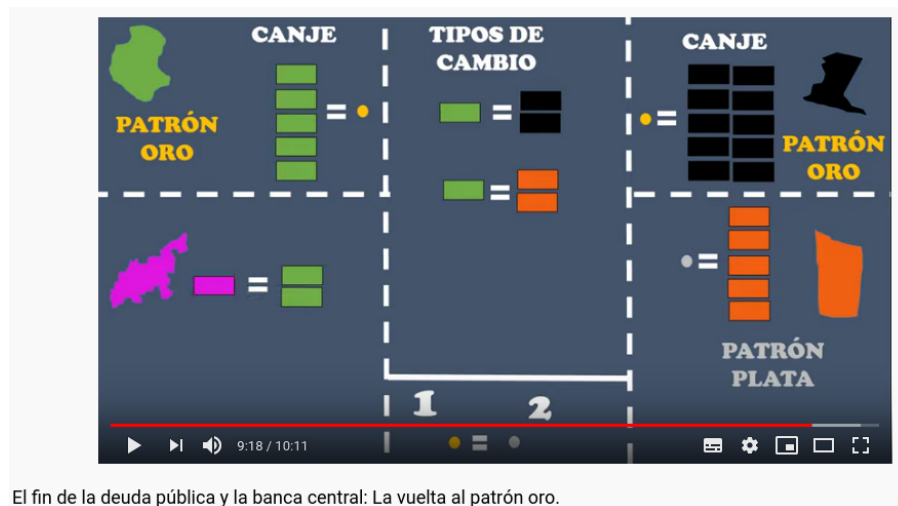 CANJE
PATRÓN
ORO
=
TIPOS DE
CAMBIO
=
=
CANJE
=
PATRÓN
ORO
=
=
PATRÓN
PLATA
1 2
=
9:18 / 10:11
El fin de la deuda pública y la banca central: La vuelta al patrón oro.